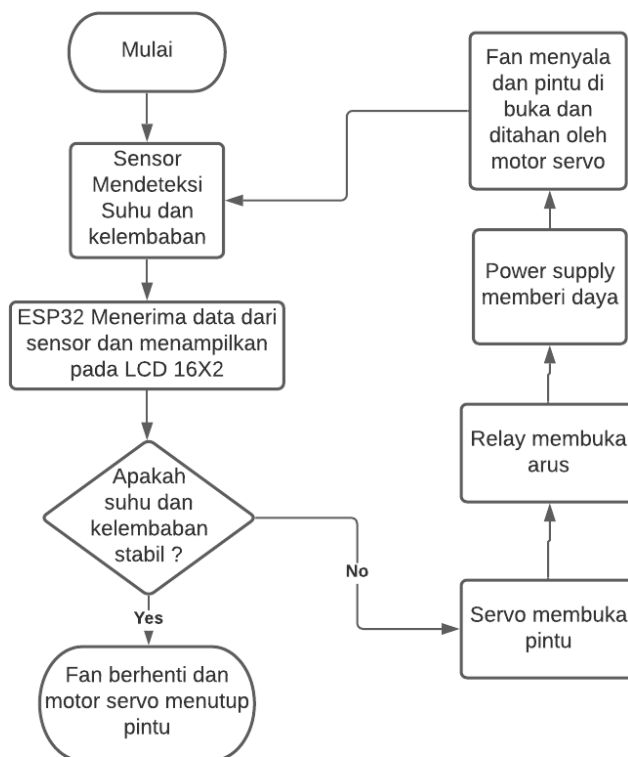 Mulai
Sensor
Mendeteksi
Suhu dan
kelembaban
ESP32 Menerima data dari
sensor dan menampilkan
pada LCD 16X2
Apakah
suhu dan
kelembaban
stabil ?
Yes
Fan berhenti dan
motor servo menutup
pintu
No
Servo membuka
pintu
Relay membuka
arus
Power supply
memberi daya
Fan menyala
dan pintu di
buka dan
ditahan oleh
motor servo